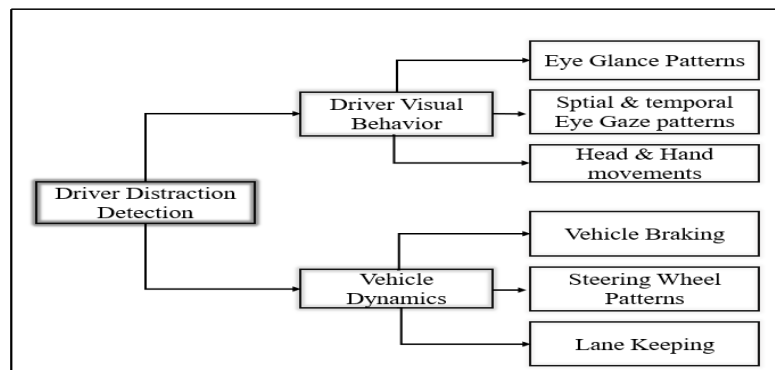 Eye Glance Patterns
Driver Visual
Behavior
Sptial & temporal
Eye Gaze patterns
Head & Hand
movements
Driver Distraction
Detection
Vehicle Braking
Vehicle
Dynamics
Steering Wheel
Patterns
Lane Keeping